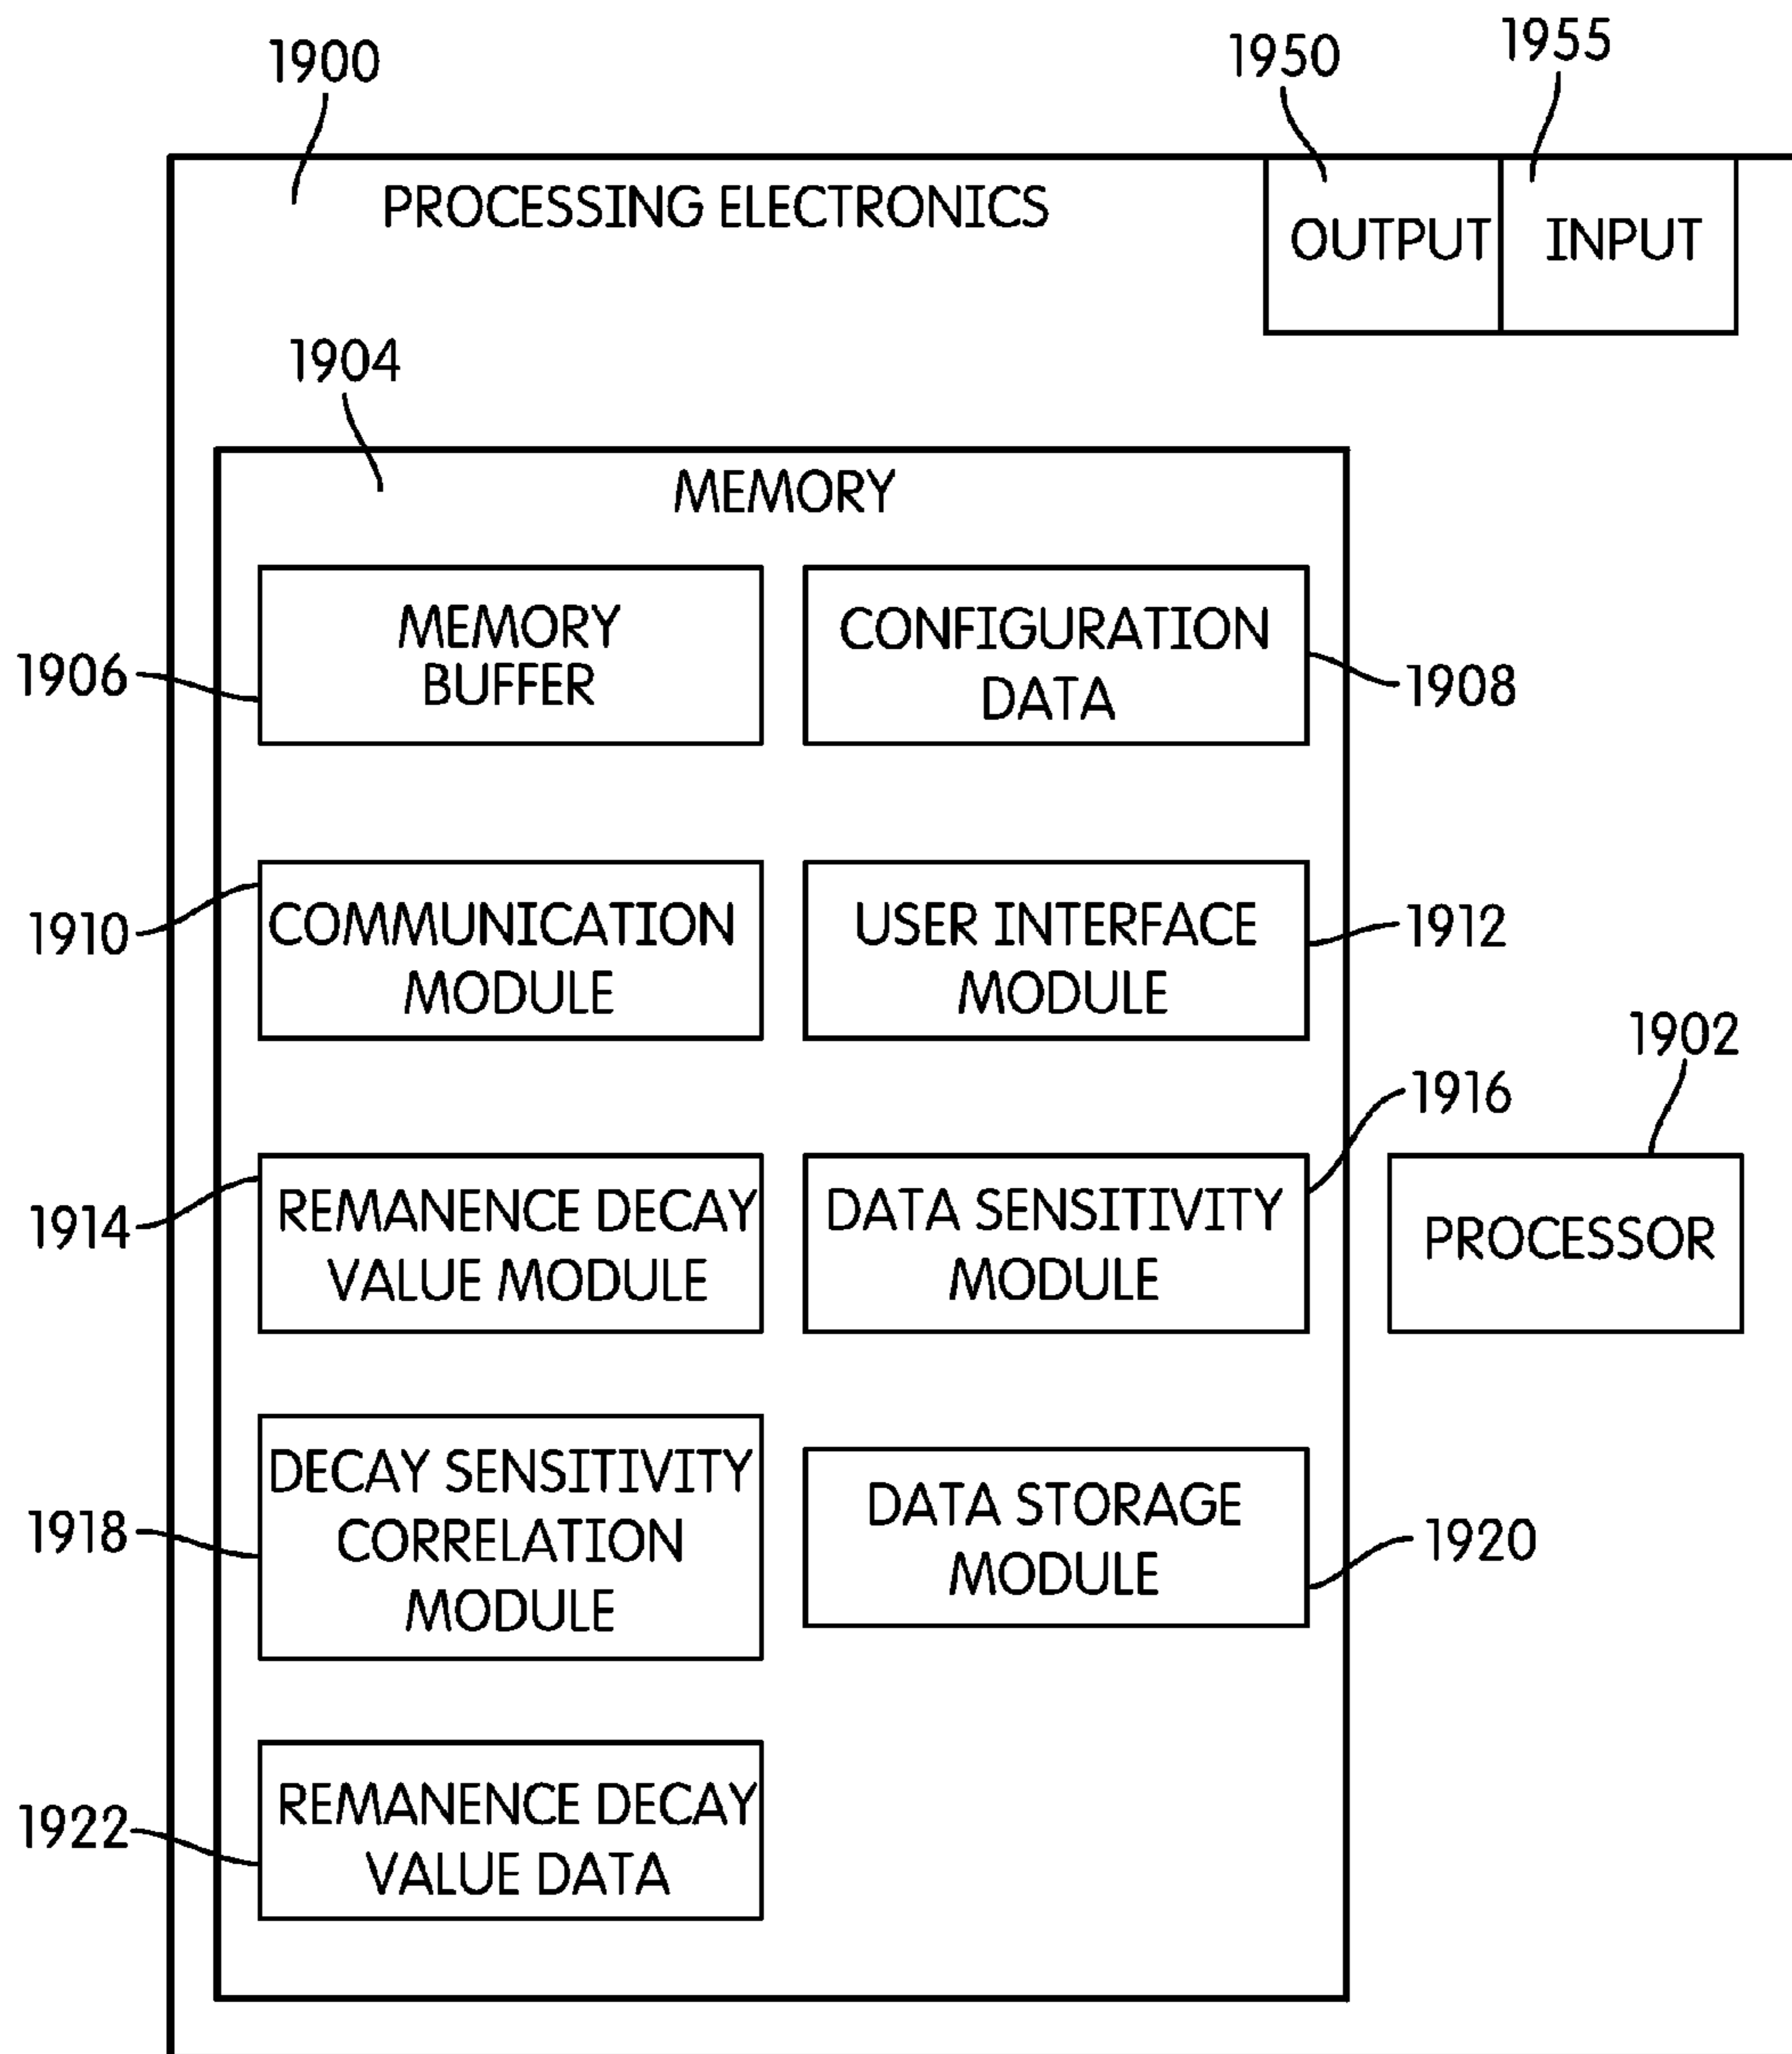 1900
1950
1955
PROCESSING ELECTRONICS
OUTPUT
INPUT
1904
MEMORY
MEMORY
BUFFER
1906
CONFIGURATION
DATA
1908
COMMUNICATION
MODULE
1910
USER INTERFACE
MODULE
1912
REMANENCE DECAY
VALUE MODULE
1914
DATA SENSITIVITY
MODULE
1916
1902
PROCESSOR
DECAY SENSITIVITY
CORRELATION
MODULE
1918
DATA STORAGE
MODULE
1920
REMANENCE DECAY
VALUE DATA
1922